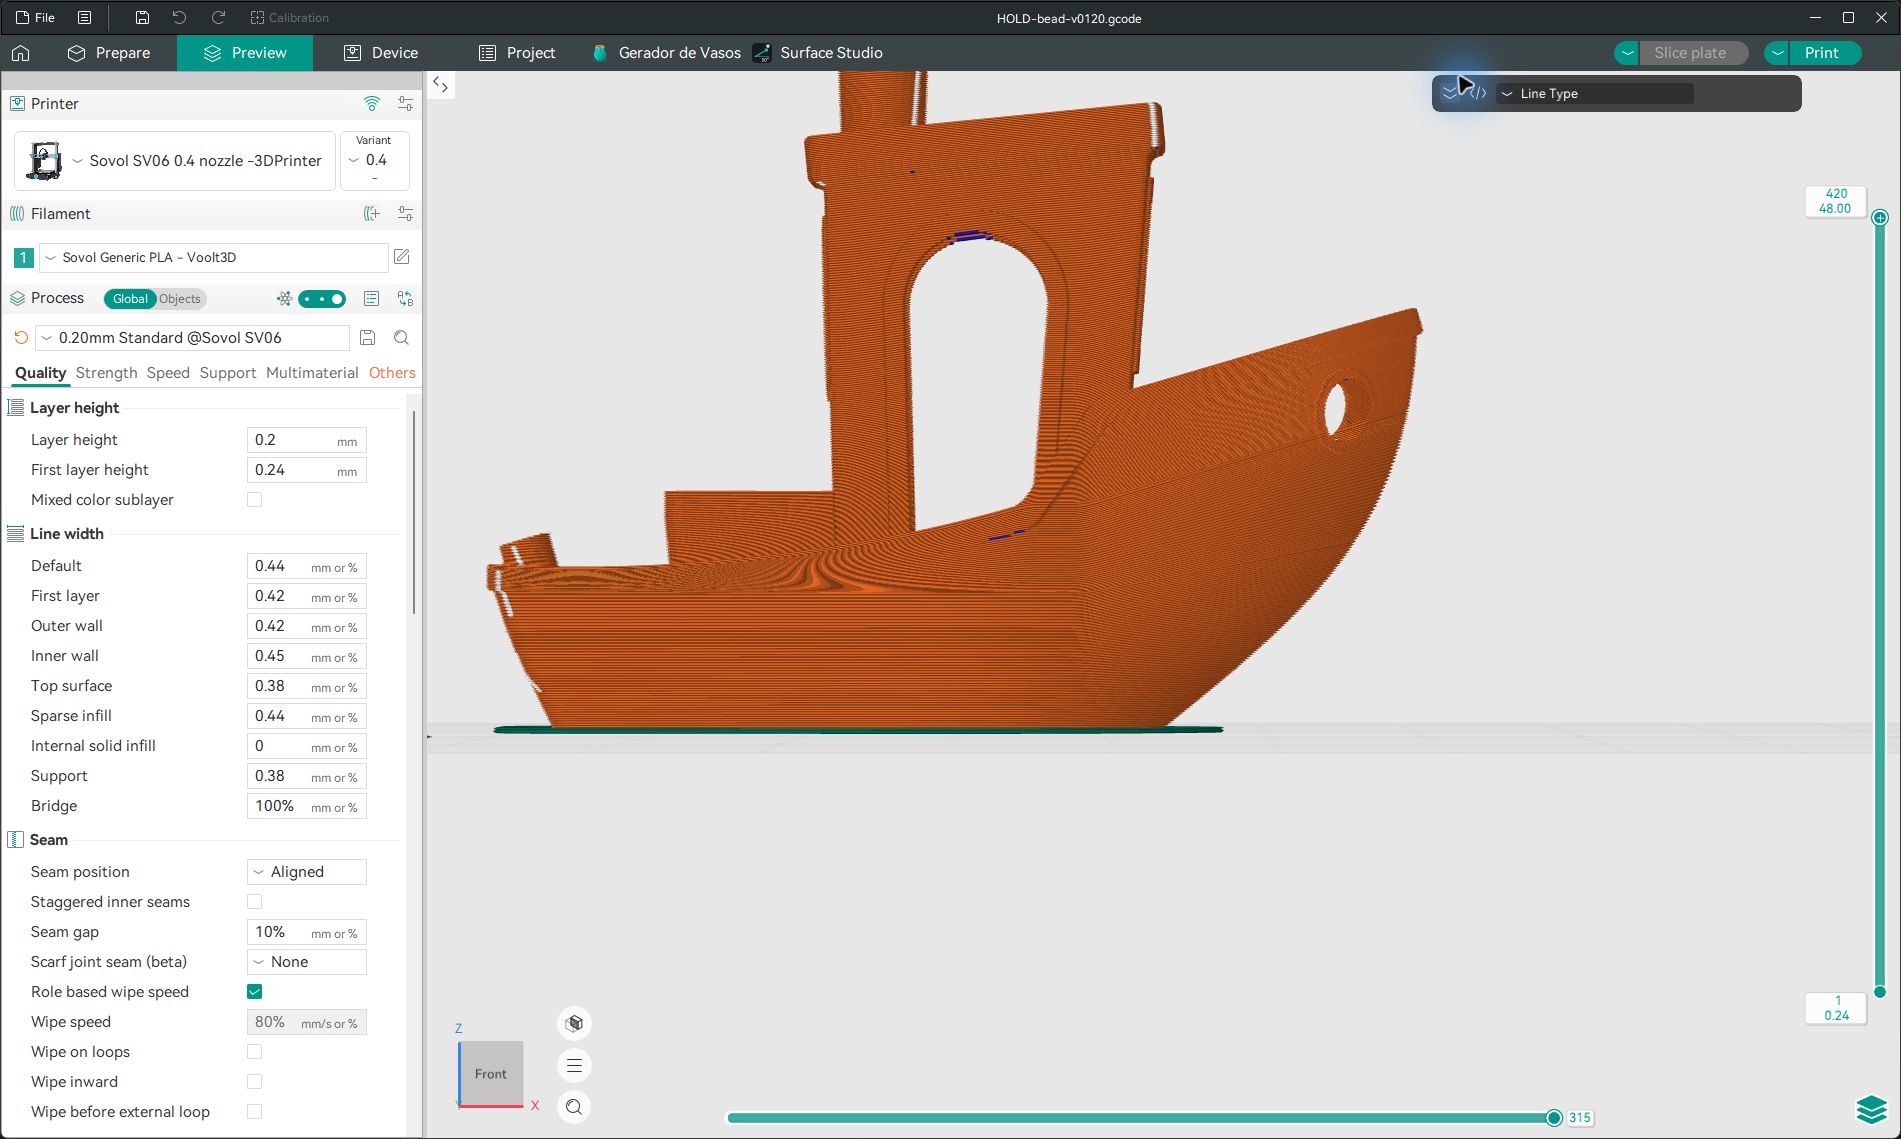 File
Calibration
HOLD-bead-v0120.gcode
Prepare
Preview
Device
Project
Gerador de Vasos
Surface Studio
Slice plate
Print
Printer
Line Type
Sovol SV06 0.4 nozzle -3DPrinter
Variant
0.4
-
420
48.00
Filament
1
Sovol Generic PLA - Voolt3D
Process
Global
Objects
0.20mm Standard @Sovol SV06
Quality
Strength
Speed
Support
Multimaterial
Others
Layer height
Layer height 0.2 mm
First layer height 0.24 mm
Mixed color sublayer
Line width
Default 0.44 mm or %
First layer 0.42 mm or %
Outer wall 0.42 mm or %
Inner wall 0.45 mm or %
Top surface 0.38 mm or %
Sparse infill 0.44 mm or %
Internal solid infill 0 mm or %
Support 0.38 mm or %
Bridge 100% mm or %
Seam
Seam position Aligned
Staggered inner seams
Seam gap 10% mm or %
Scarf joint seam (beta) None
Role based wipe speed
Wipe speed 80% mm/s or %
Wipe on loops
Wipe inward
Wipe before external loop
1
0.24
Z
Front
X
315